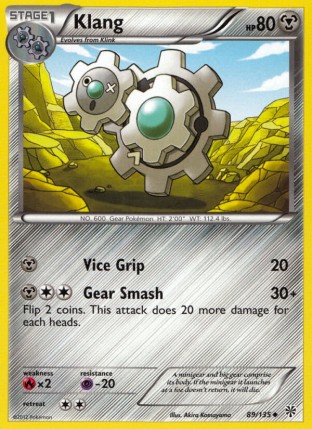 STAGE1
Klang
HP80
Evolves from Klink
NO. 600 Gear Pokémon HT: 2'00" WT: 112.4 lbs.
Vice Grip 20
Gear Smash 30+
Flip 2 coins. This attack does 20 more damage for
each heads.
weakness resistance
×2 -20
retreat
A minigear and big gear comprise
its body. If the minigear it launches
at a foe doesn't return, it will die.
©2012 Pokémon
Illus. Akira Komayama
89/135